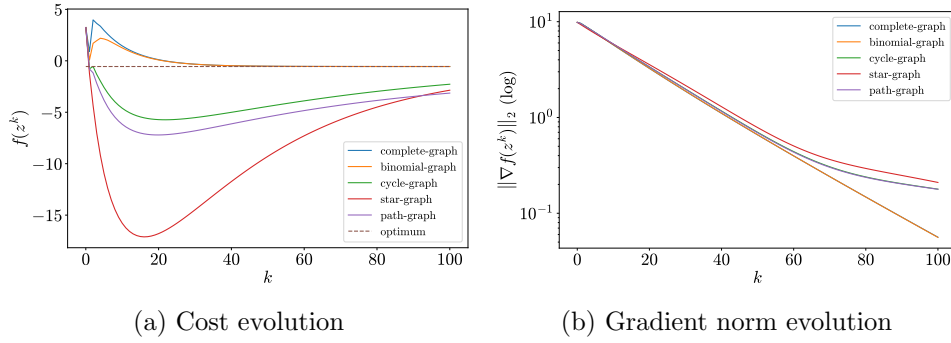 5
0
−5
−10
−15
f(z^k)
complete-graph
binomial-graph
cycle-graph
star-graph
path-graph
optimum
0 20 40 60 80 100
k
(a) Cost evolution
10^1
10^0
10^−1
||∇f(z^k)||_2 (log)
complete-graph
binomial-graph
cycle-graph
star-graph
path-graph
0 20 40 60 80 100
k
(b) Gradient norm evolution